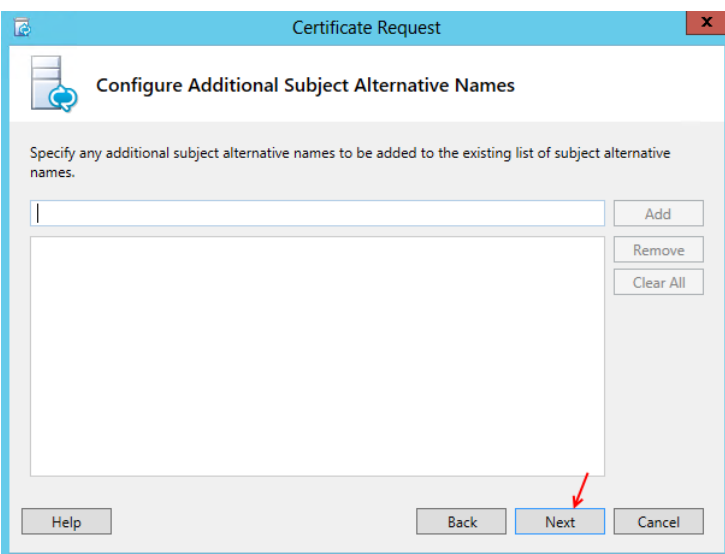 Certificate Request
x
Configure Additional Subject Alternative Names
Specify any additional subject alternative names to be added to the existing list of subject alternative
names.
Add
Remove
Clear All
Help
Back
Next
Cancel